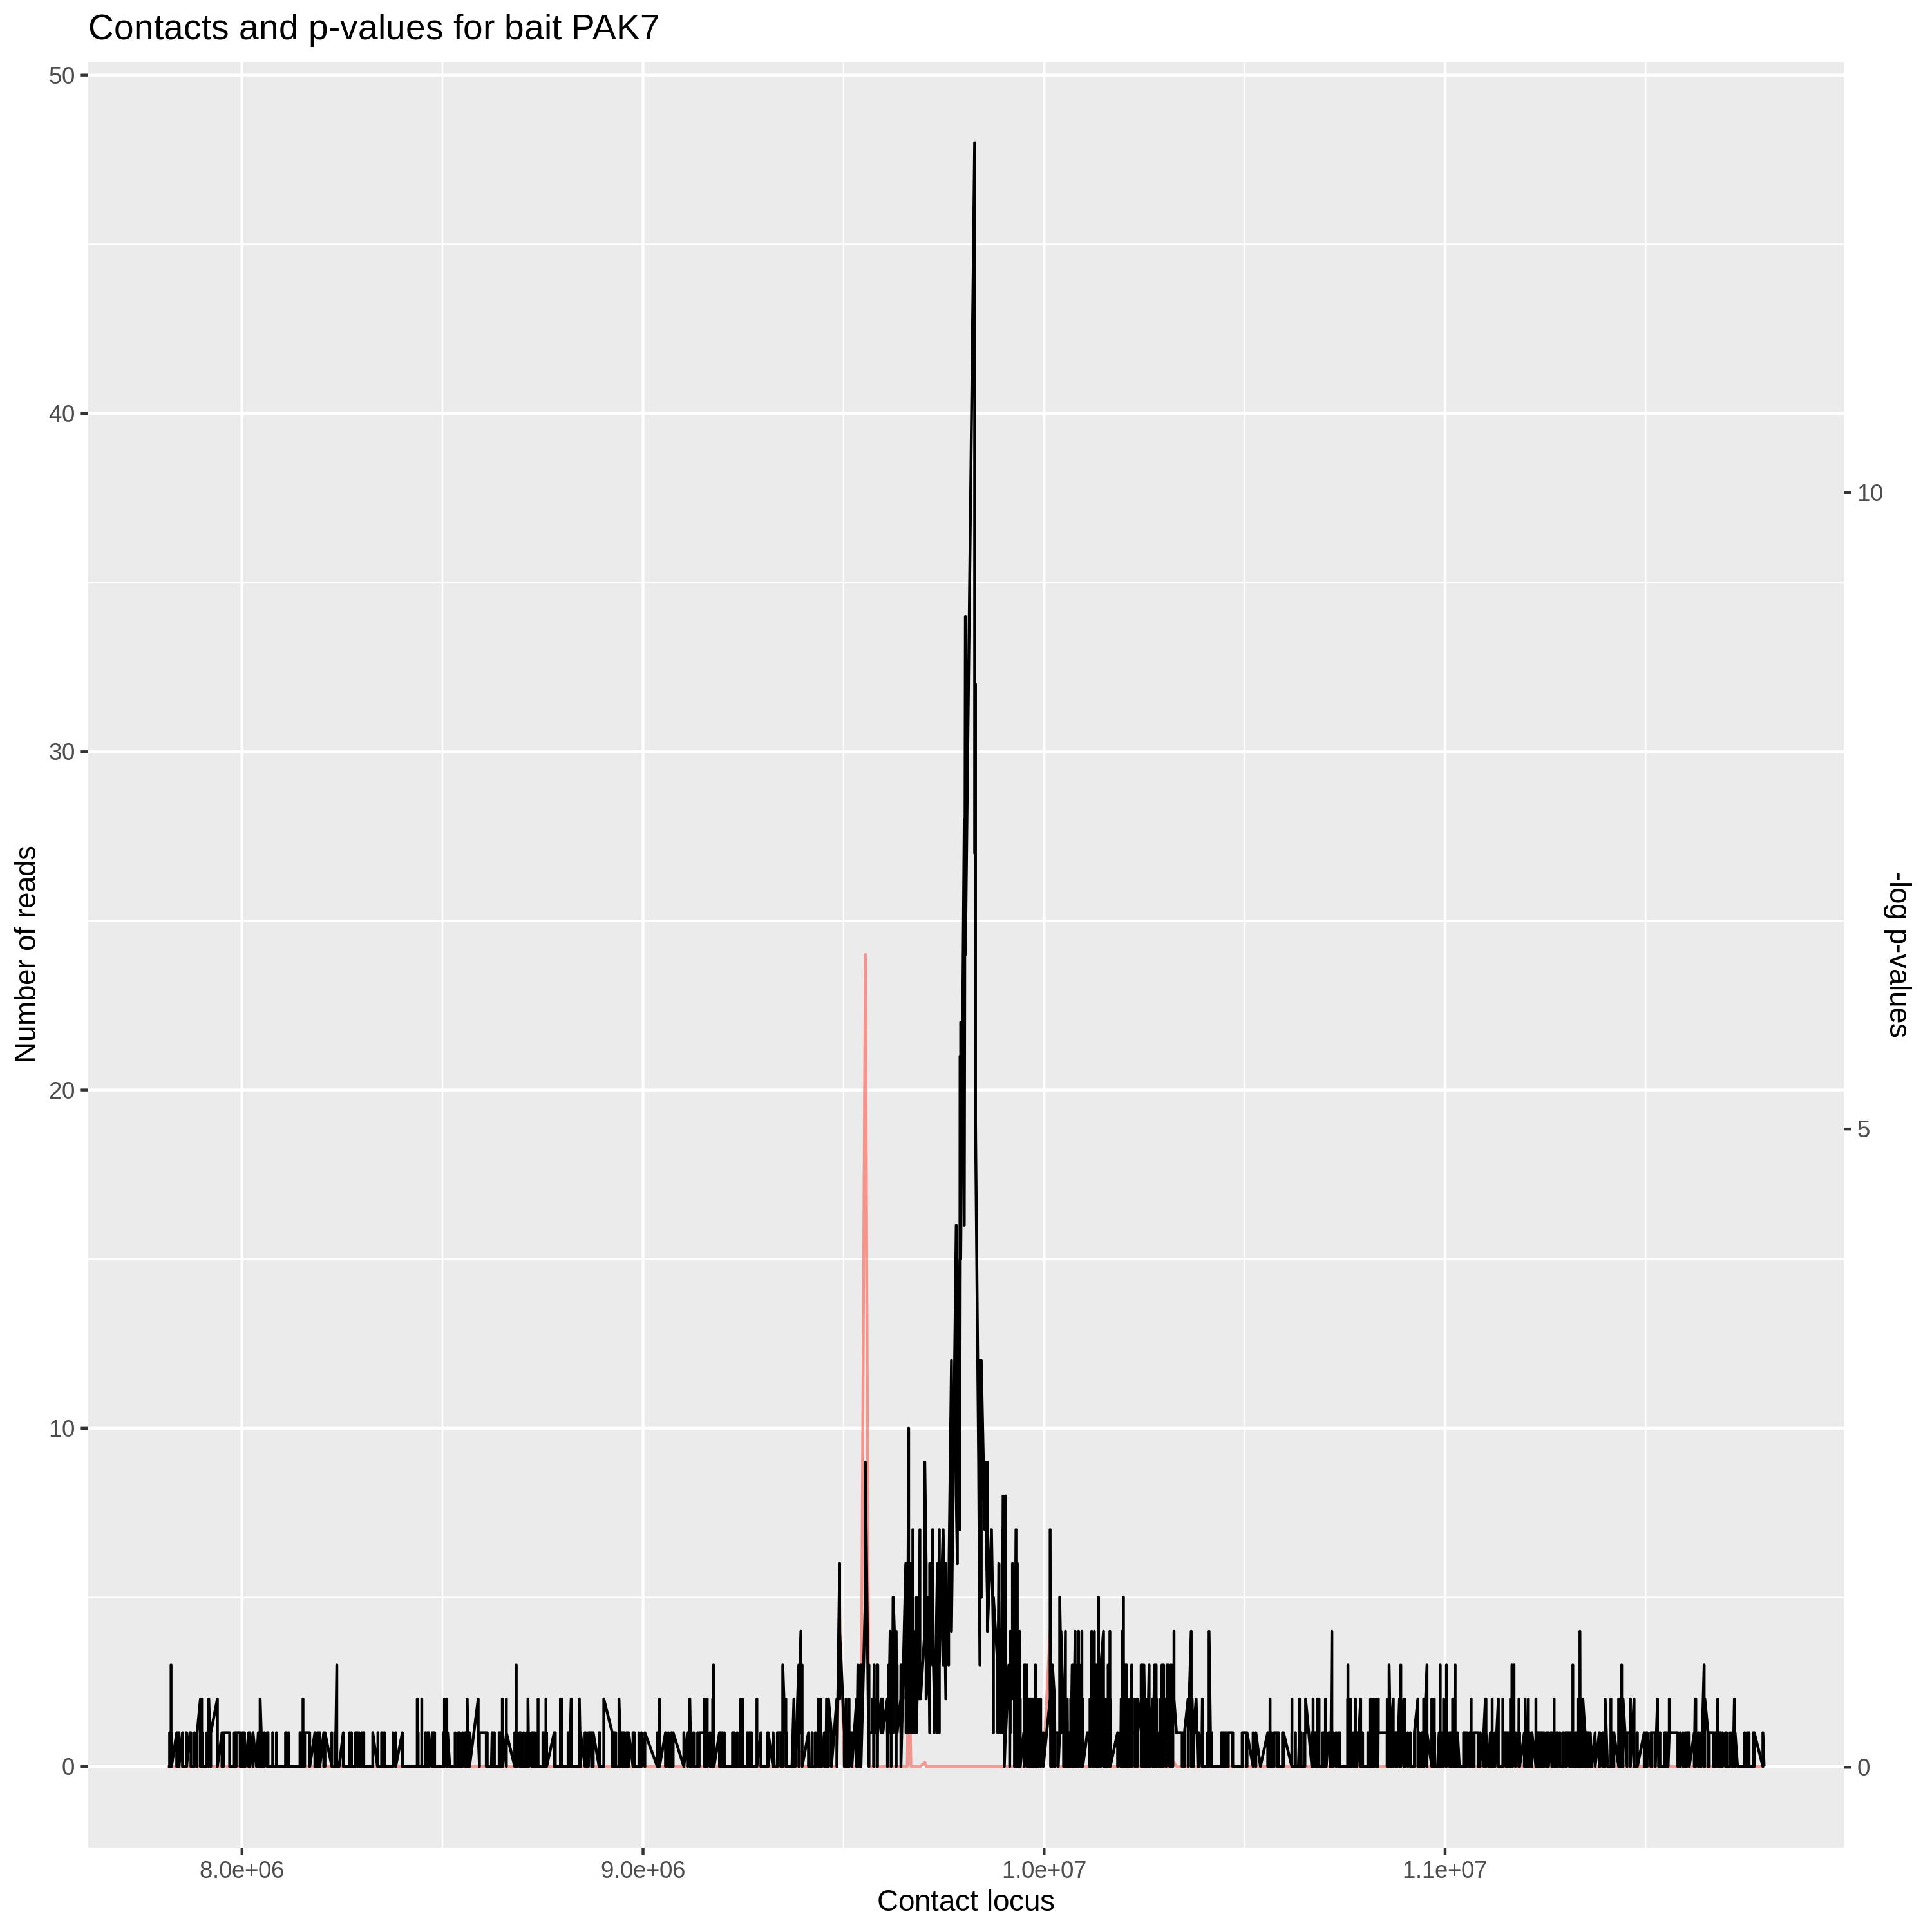 Contacts and p-values for bait PAK7
50
40
30
20
10
0
Number of reads
10
5
0
-log p-values
8.0e+06
9.0e+06
1.0e+07
1.1e+07
Contact locus